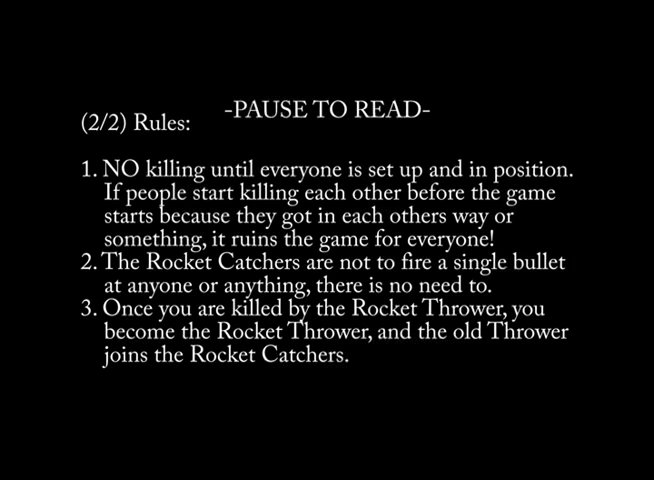 -PAUSE TO READ-
(2/2) Rules:
1. NO killing until everyone is set up and in position.
If people start killing each other before the game
starts because they got in each others way or
something, it ruins the game for everyone!
2. The Rocket Catchers are not to fire a single bullet
at anyone or anything, there is no need to.
3. Once you are killed by the Rocket Thrower, you
become the Rocket Thrower, and the old Thrower
joins the Rocket Catchers.